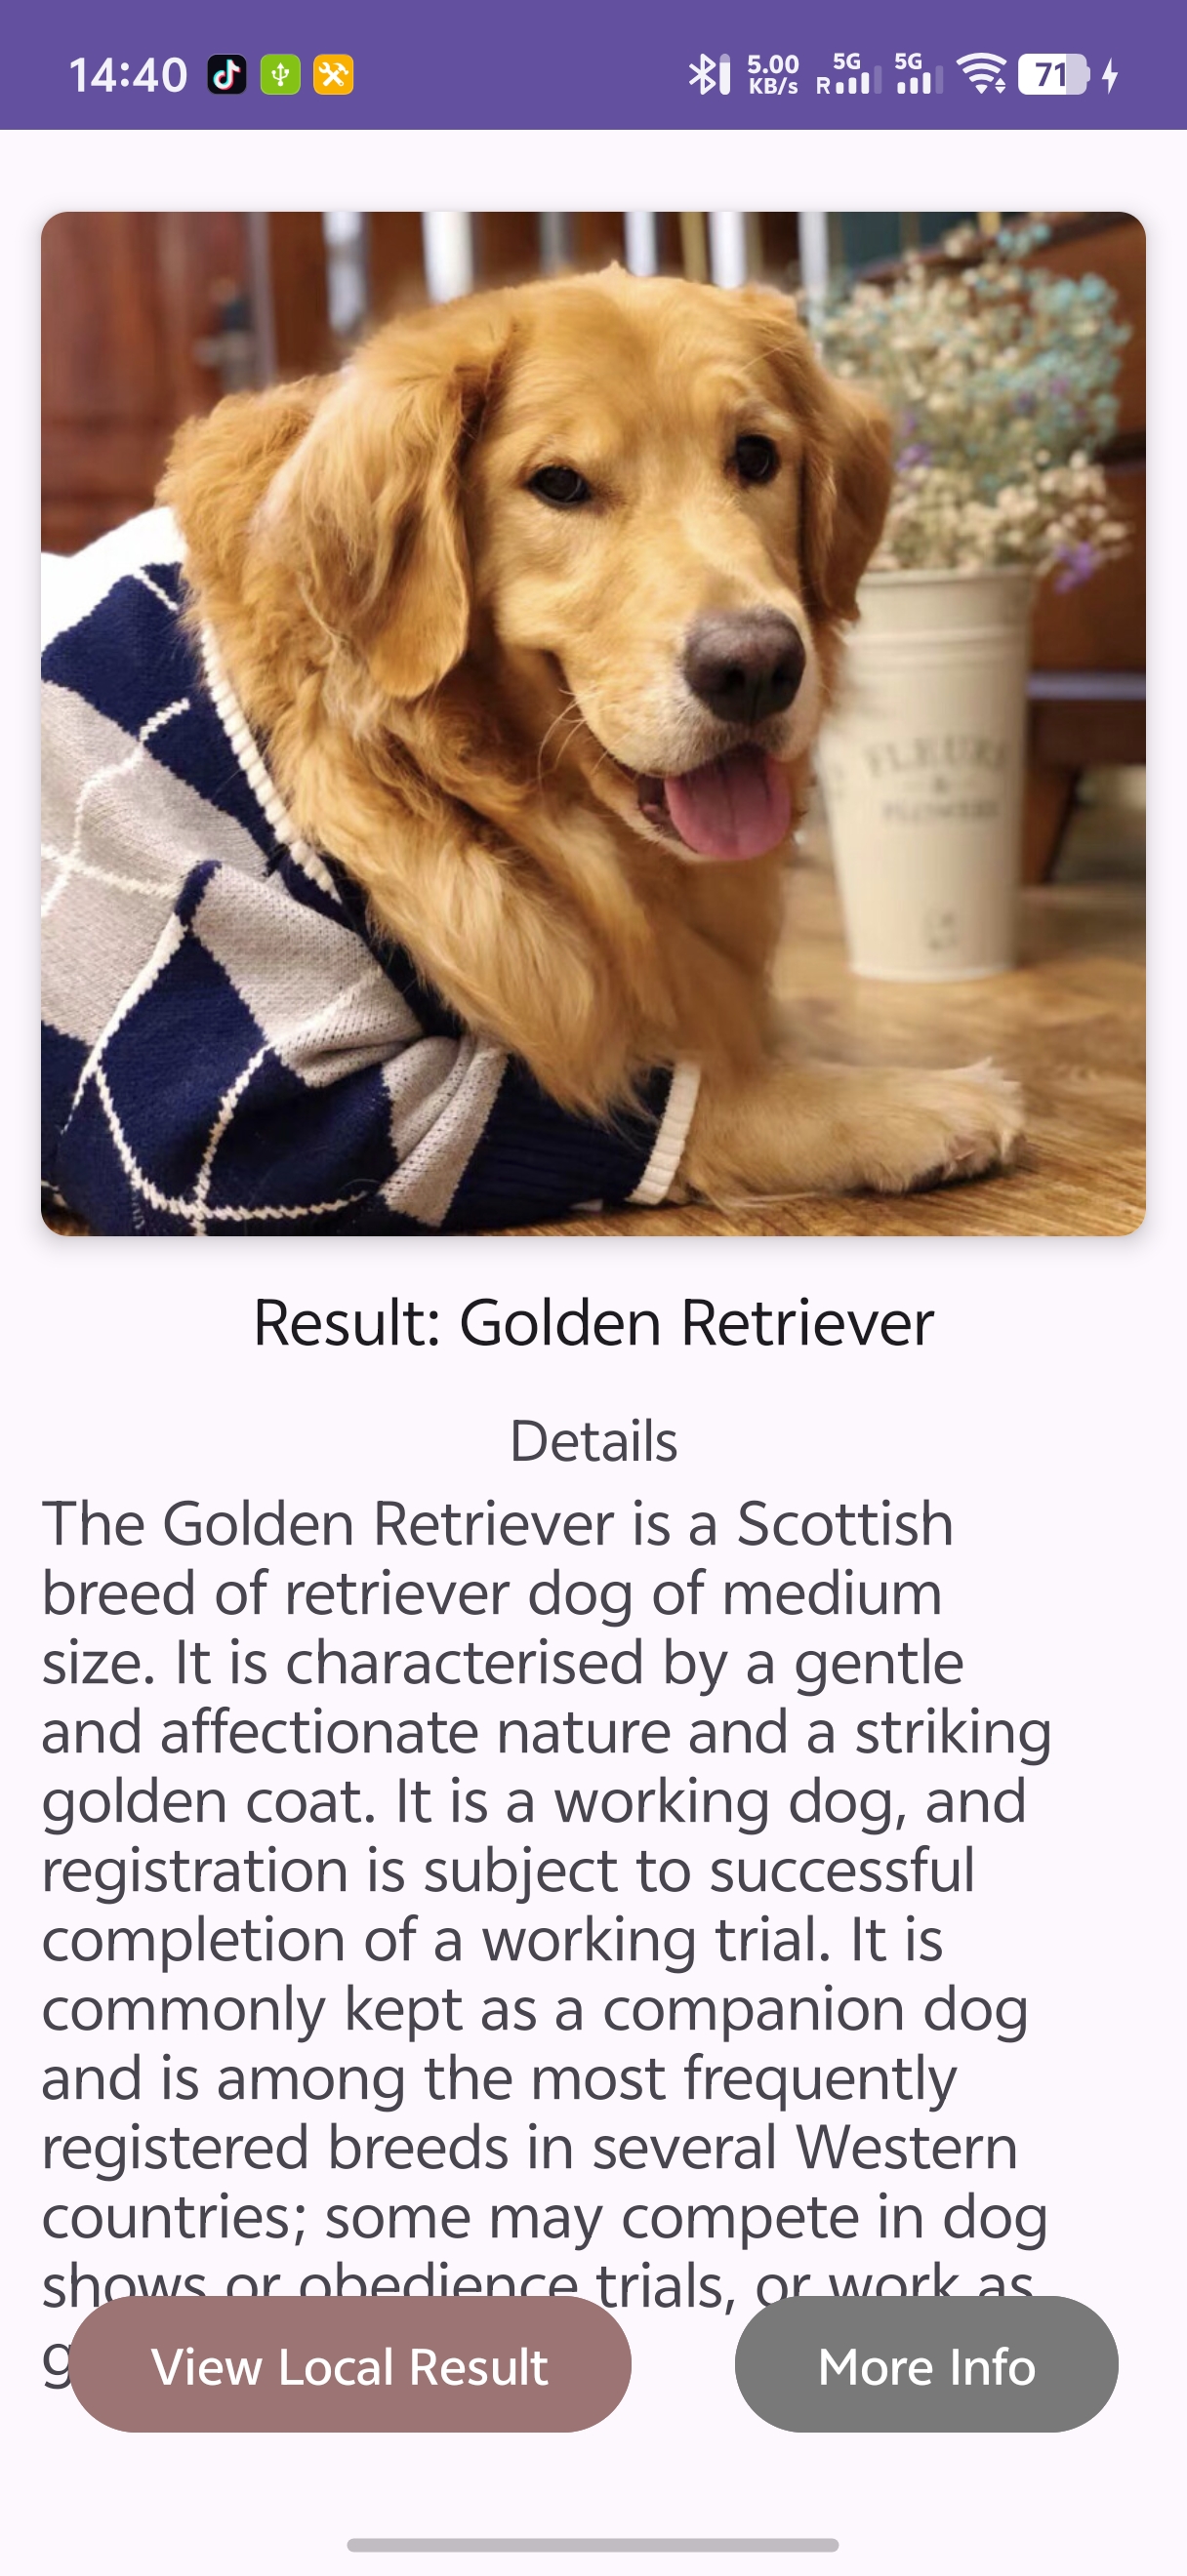 14:40
5.00
KB/s
5G
R
5G
71
FLEURS
&
FLOWERS
Result: Golden Retriever
Details
The Golden Retriever is a Scottish
breed of retriever dog of medium
size. It is characterised by a gentle
and affectionate nature and a striking
golden coat. It is a working dog, and
registration is subject to successful
completion of a working trial. It is
commonly kept as a companion dog
and is among the most frequently
registered breeds in several Western
countries; some may compete in dog
shows or obedience trials, or work as
View Local Result
More Info